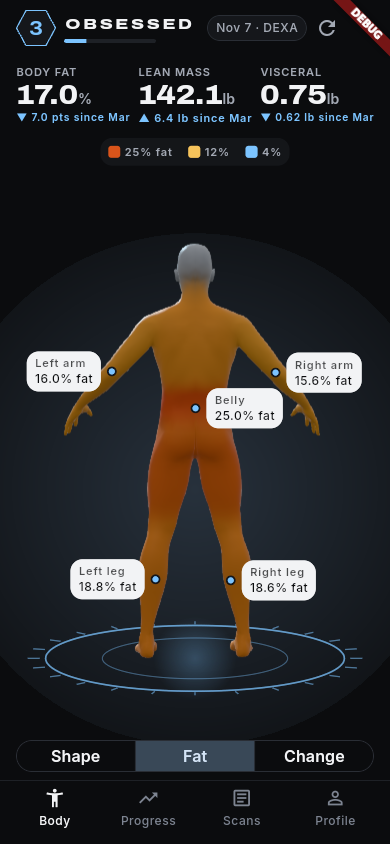 3 OBSESSED Nov 7 · DEXA DEBUG
BODY FAT LEAN MASS VISCERAL
17.0% 142.1lb 0.75lb
▼ 7.0 pts since Mar ▲ 6.4 lb since Mar ▼ 0.62 lb since Mar
25% fat 12% 4%
Left arm
16.0% fat
Right arm
15.6% fat
Belly
25.0% fat
Left leg
18.8% fat
Right leg
18.6% fat
Shape Fat Change
Body Progress Scans Profile